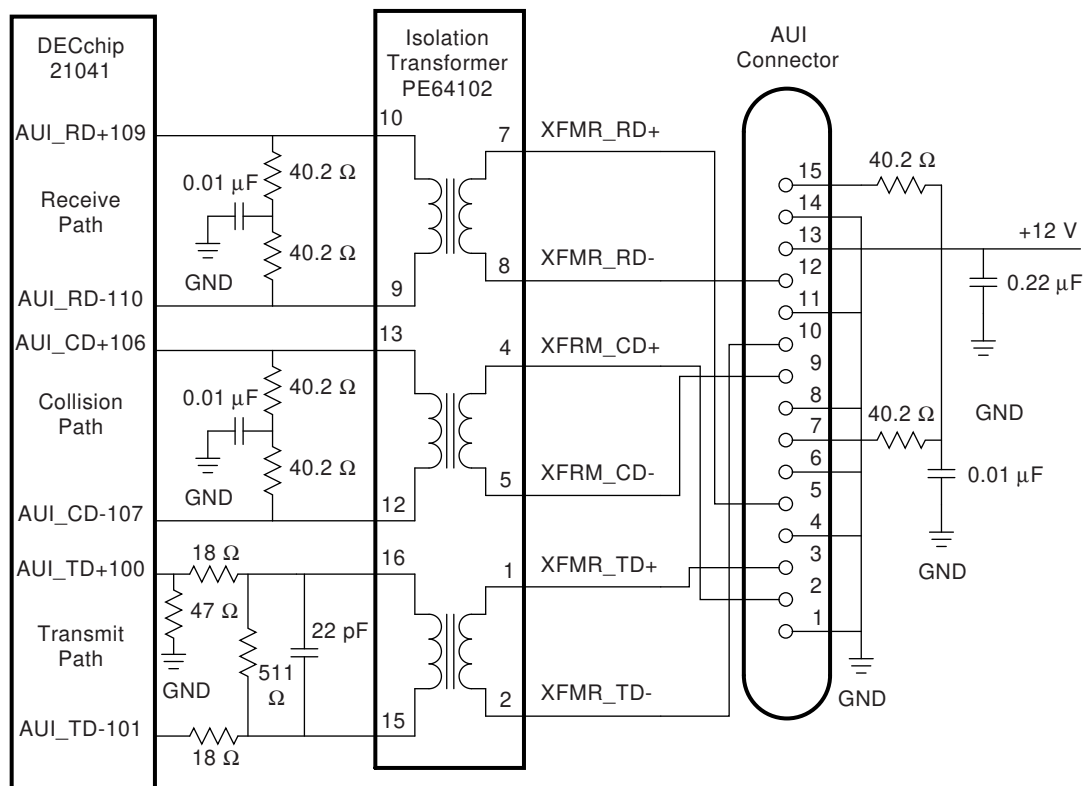 DECchip
21041
Isolation
Transformer
PE64102
AUI
Connector
AUI_RD+109
10
7
XFMR_RD+
0.01 μF
40.2 Ω
Receive
Path
40.2 Ω
GND
8
XFMR_RD-
AUI_RD-110
9
AUI_CD+106
13
4
XFRM_CD+
0.01 μF
40.2 Ω
Collision
Path
40.2 Ω
GND
5
XFRM_CD-
AUI_CD-107
12
18 Ω
AUI_TD+100
16
1
XFMR_TD+
47 Ω
22 pF
Transmit
Path
GND
511
Ω
2
XFMR_TD-
AUI_TD-101
15
18 Ω
15
14
13
12
11
10
9
8
7
6
5
4
3
2
1
40.2 Ω
+12 V
0.22 μF
GND
40.2 Ω
0.01 μF
GND
GND